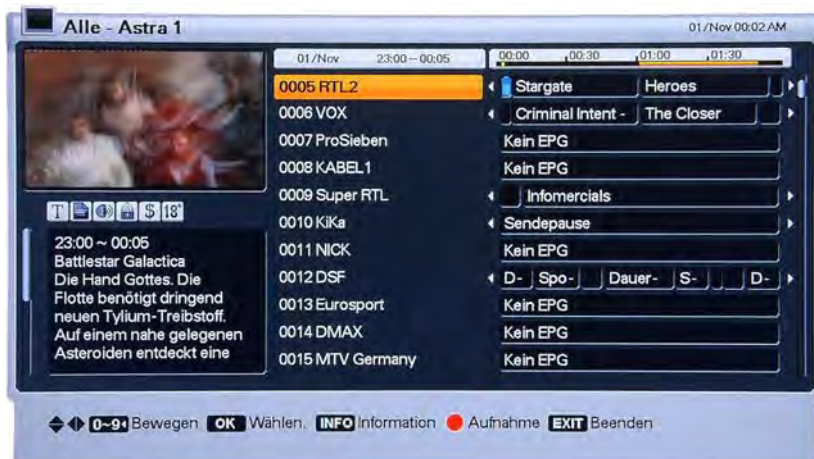 Alle - Astra 1
01/Nov 00:02 AM
01/Nov 23:00 ~ 00:05
00:00 00:30 01:00 01:30
0005 RTL2 Stargate Heroes
0006 VOX Criminal Intent - The Closer
0007 ProSieben Kein EPG
0008 KABEL1 Kein EPG
0009 Super RTL Infomercials
0010 KiKa Sendepause
0011 NICK Kein EPG
0012 DSF D- Spo- Dauer- S- D-
0013 Eurosport Kein EPG
0014 DMAX Kein EPG
0015 MTV Germany Kein EPG
T $ 18+
23:00 ~ 00:05
Battlestar Galactica
Die Hand Gottes. Die
Flotte benötigt dringend
neuen Tylium-Treibstoff.
Auf einem nahe gelegenen
Asteroiden entdeckt eine
0~9 Bewegen OK Wählen. INFO Information Aufnahme EXIT Beenden